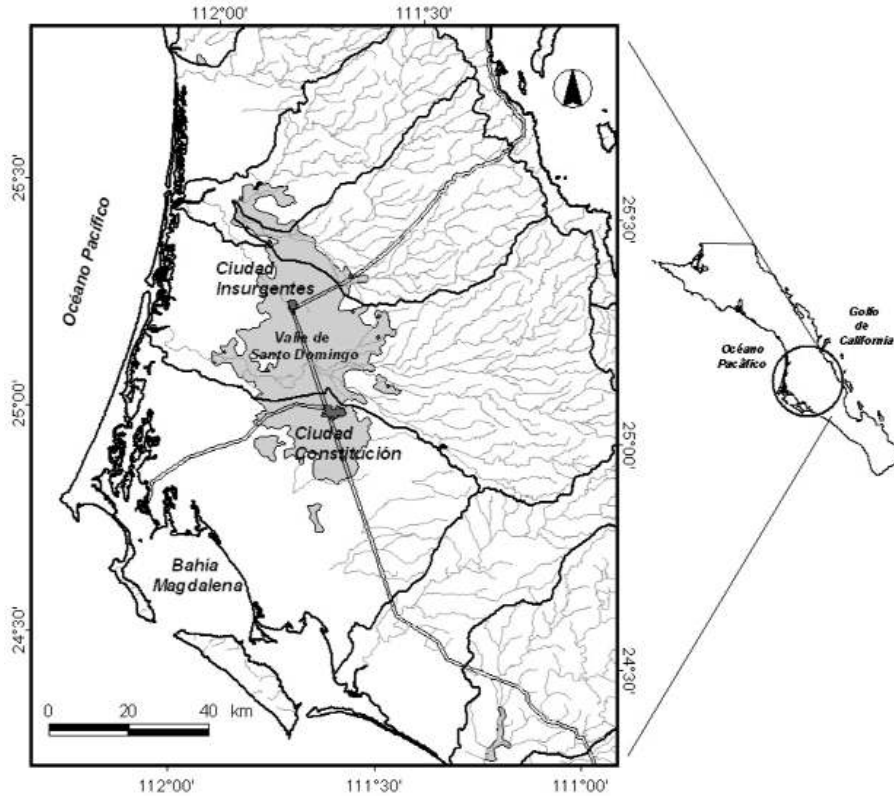 112°00'
111°30'
25°30'
25°30'
Océano Pacífico
Ciudad
Insurgentes
Valle de
Santo Domingo
25°00'
25°00'
Ciudad
Constitución
Bahía
Magdalena
24°30'
24°30'
0 20 40 km
112°00'
111°30'
111°00'
Golfo
de
California
Océano
Pacáfico